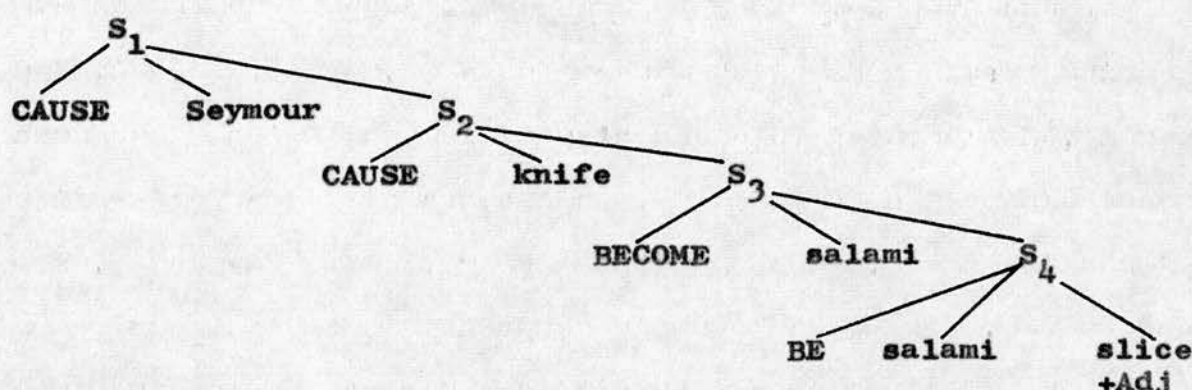 S1
CAUSE Seymour S2
CAUSE knife S3
BECOME salami S4
BE salami slice
+Adj